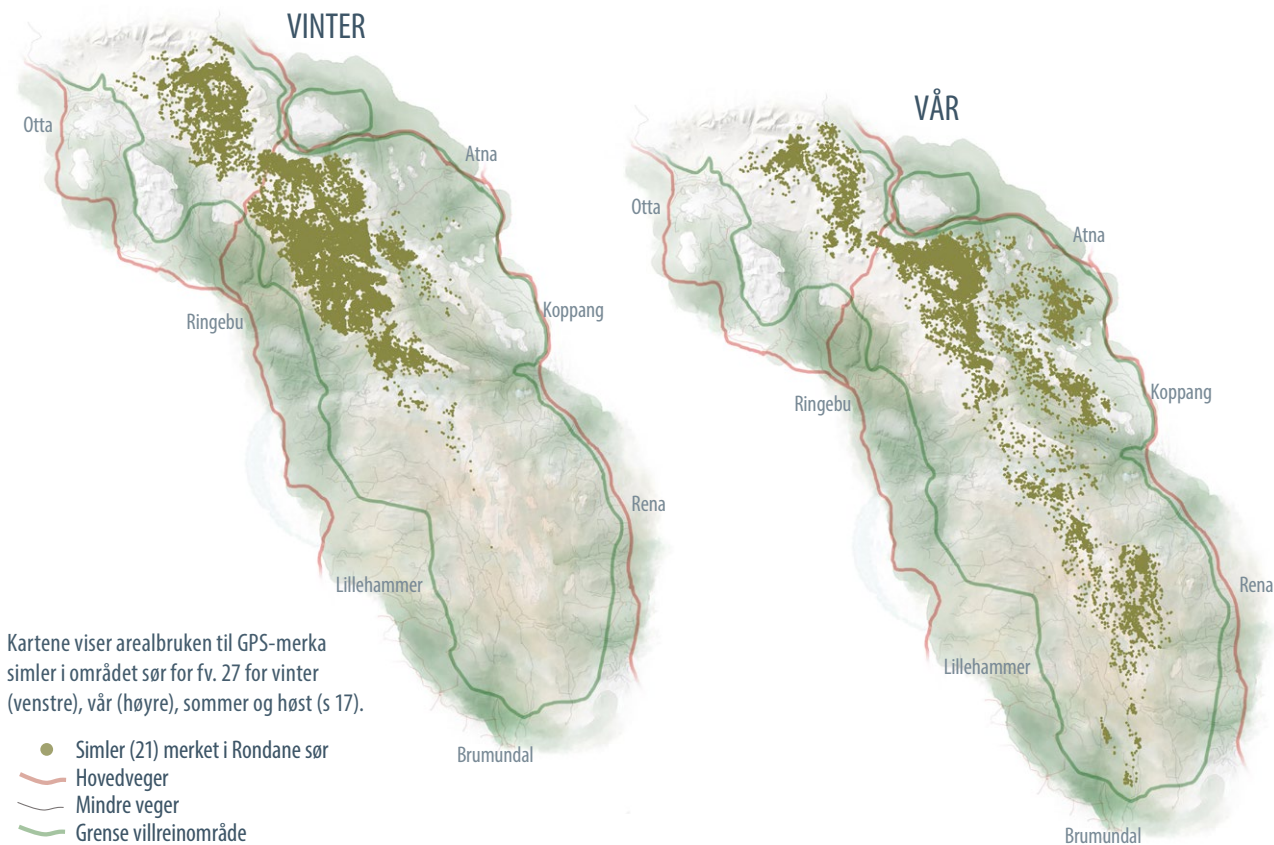 VINTER
Otta
Atna
Ringebu
Koppang
Rena
Lillehammer
Brumundal
VÅR
Otta
Atna
Ringebu
Koppang
Rena
Lillehammer
Brumundal
Kartene viser arealbruken til GPS-merka
simler i området sør for fv. 27 for vinter
(venstre), vår (høyre), sommer og høst (s 17).
Simler (21) merket i Rondane sør
Hovedveger
Mindre veger
Grense villreinområde